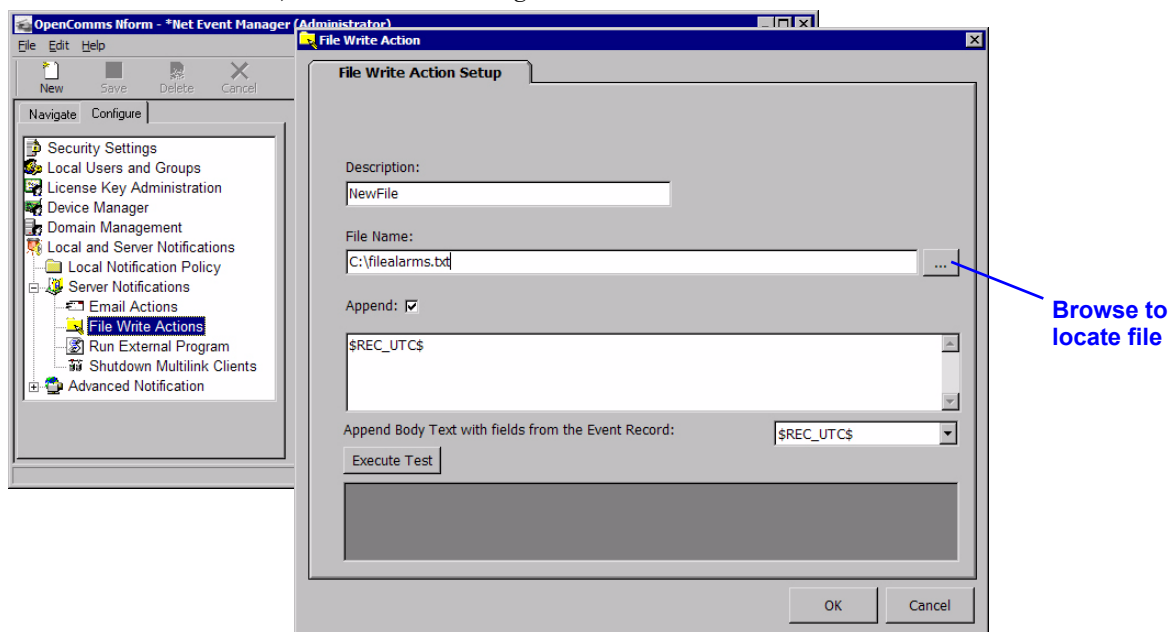 OpenComms Nform - *Net Event Manager (Administrator)
File Edit Help
New Save Delete Cancel
Navigate Configure
Security Settings
Local Users and Groups
License Key Administration
Device Manager
Domain Management
Local and Server Notifications
Local Notification Policy
Server Notifications
Email Actions
File Write Actions
Run External Program
Shutdown Multilink Clients
Advanced Notification
File Write Action
File Write Action Setup
Description:
NewFile
File Name:
C:\filealarms.txt
...
Append:
$REC_UTC$
Append Body Text with fields from the Event Record:
$REC_UTC$
Execute Test
OK Cancel
Browse to
locate file